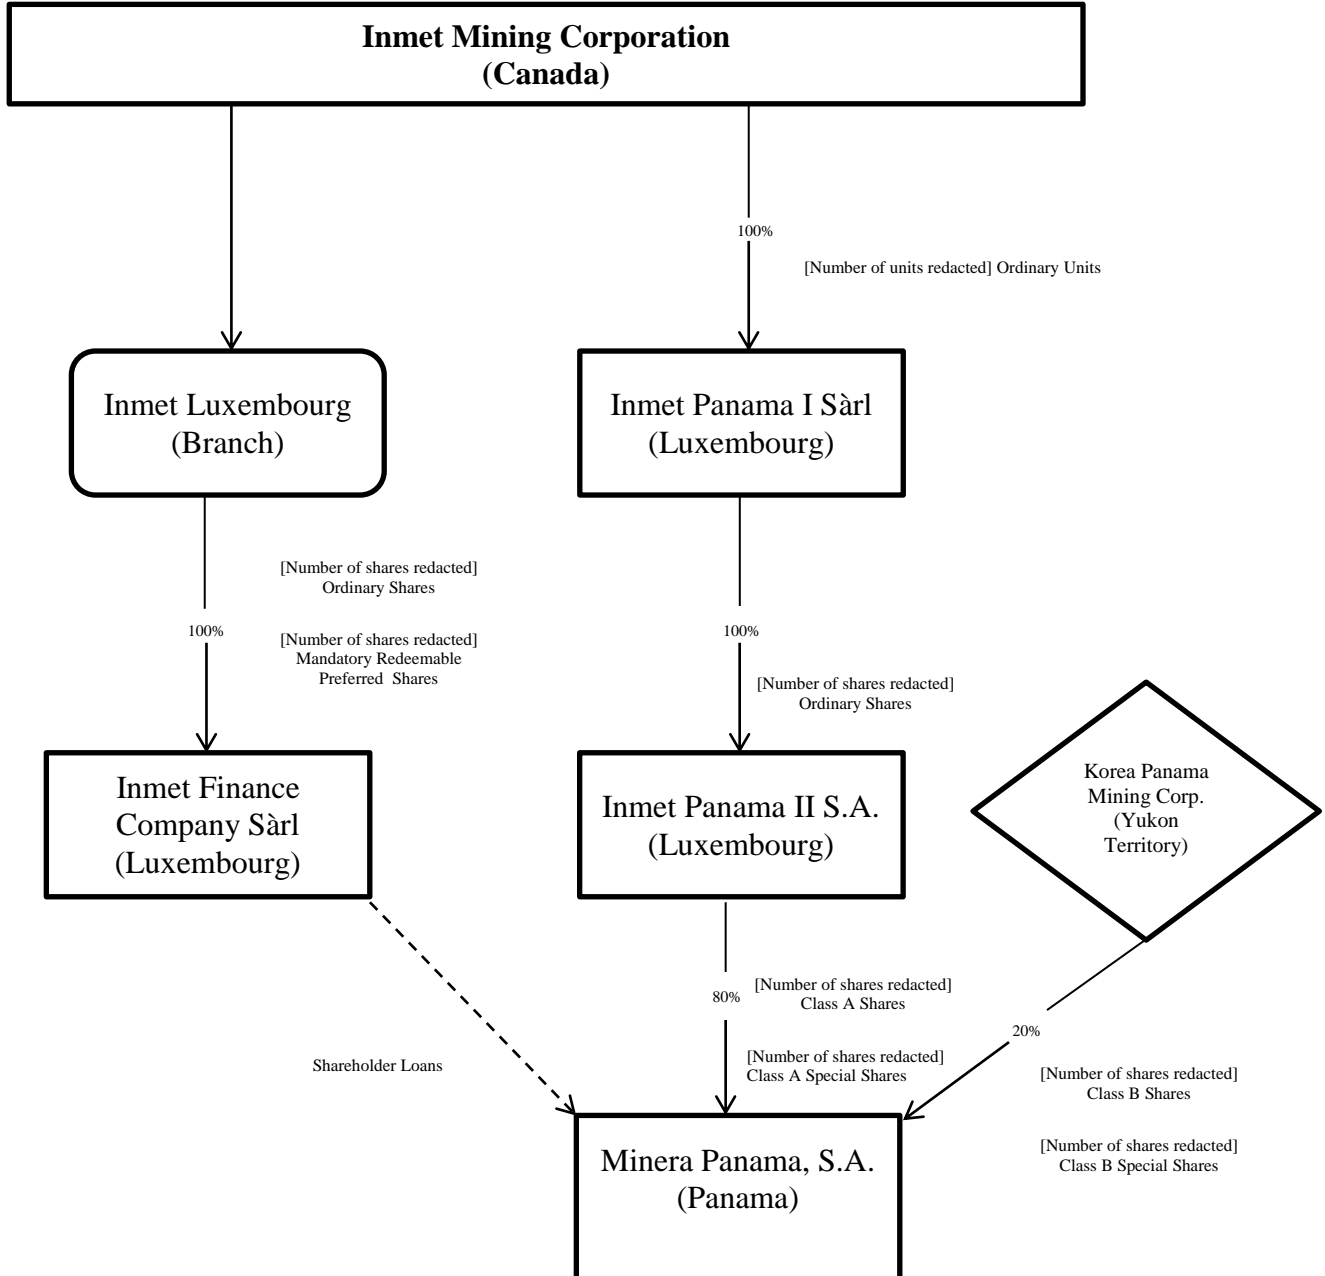 Inmet Mining Corporation
(Canada)
100%
[Number of units redacted] Ordinary Units
Inmet Luxembourg
(Branch)
Inmet Panama I Sàrl
(Luxembourg)
[Number of shares redacted]
Ordinary Shares
100%
[Number of shares redacted]
Mandatory Redeemable
Preferred Shares
100%
[Number of shares redacted]
Ordinary Shares
Inmet Finance
Company Sàrl
(Luxembourg)
Inmet Panama II S.A.
(Luxembourg)
Korea Panama
Mining Corp.
(Yukon
Territory)
80%
[Number of shares redacted]
Class A Shares
[Number of shares redacted]
Class A Special Shares
20%
[Number of shares redacted]
Class B Shares
[Number of shares redacted]
Class B Special Shares
Shareholder Loans
Minera Panama, S.A.
(Panama)